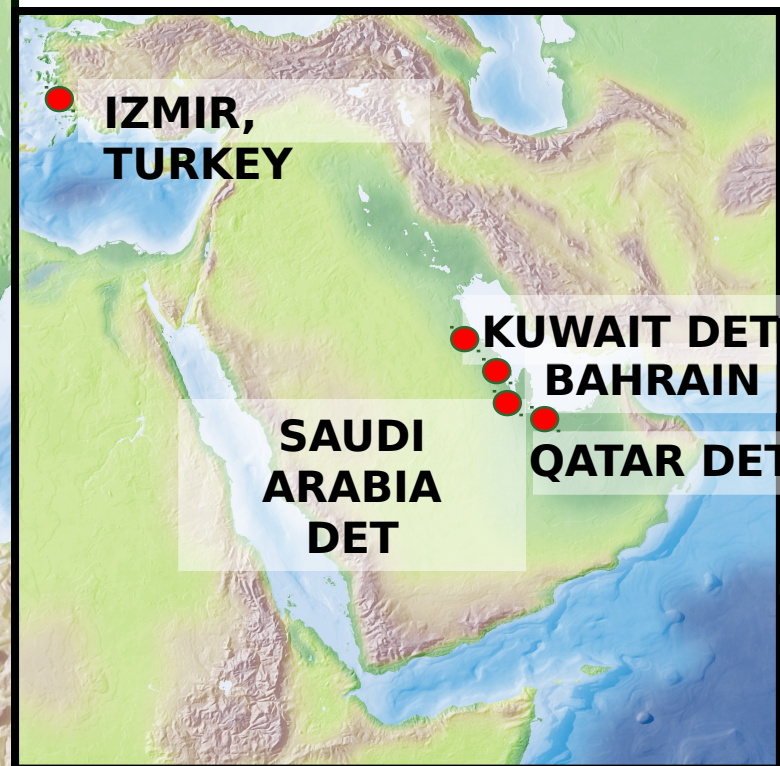 IZMIR,
TURKEY
KUWAIT DET
BAHRAIN
SAUDI
ARABIA
DET
QATAR DET